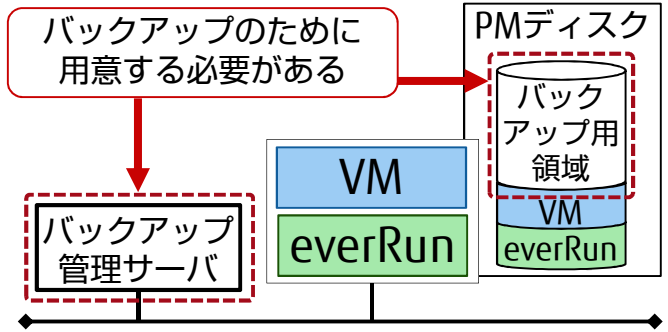 バックアップのために
用意する必要がある
PMディスク
バック
アップ用
領域
VM
everRun
VM
everRun
バックアップ
管理サーバ